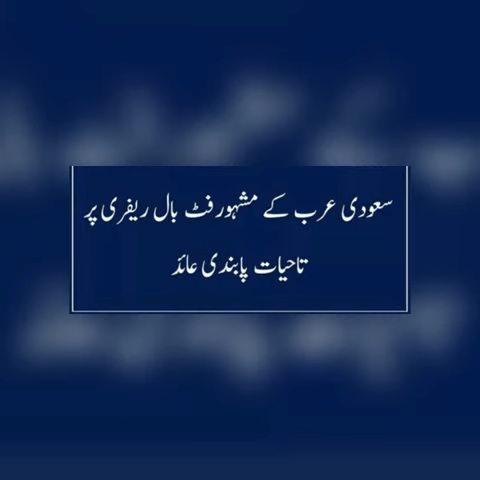 سعودی عرب کے مشہور فٹ بال ریفری پر
تاحیات پابندی عائد